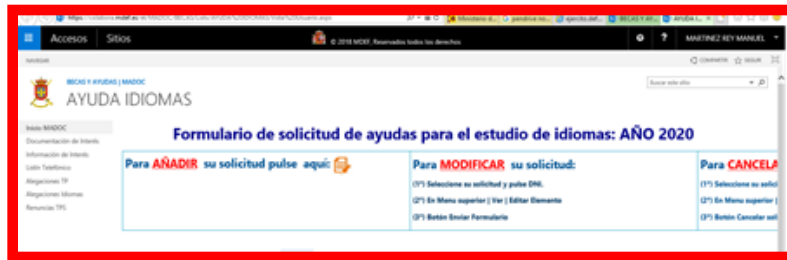 Accesos Sitios
© 2018 MDEF, Reservados todos los derechos
? MARTINEZ REY MANUEL
NAVEGAR
COMPARTIR SEGUIR
BECAS Y AYUDAS | MADOC
AYUDA IDIOMAS
Buscar este sitio
Inicio MADOC
Documentación de Interés
Información de Interés
Listín Telefónico
Alegaciones TP
Alegaciones Idiomas
Renuncias TPS
Formulario de solicitud de ayudas para el estudio de idiomas: AÑO 2020
Para AÑADIR su solicitud pulse aquí:
Para MODIFICAR su solicitud:
(1º) Seleccione su solicitud y pulse DNI.
(2º) En Menu superior | Ver | Editar Elemento
(3º) Botón Enviar Formulario
Para CANCELA
(1º) Seleccione su solici
(2º) En Menu superior |
(3º) Botón Cancelar soli